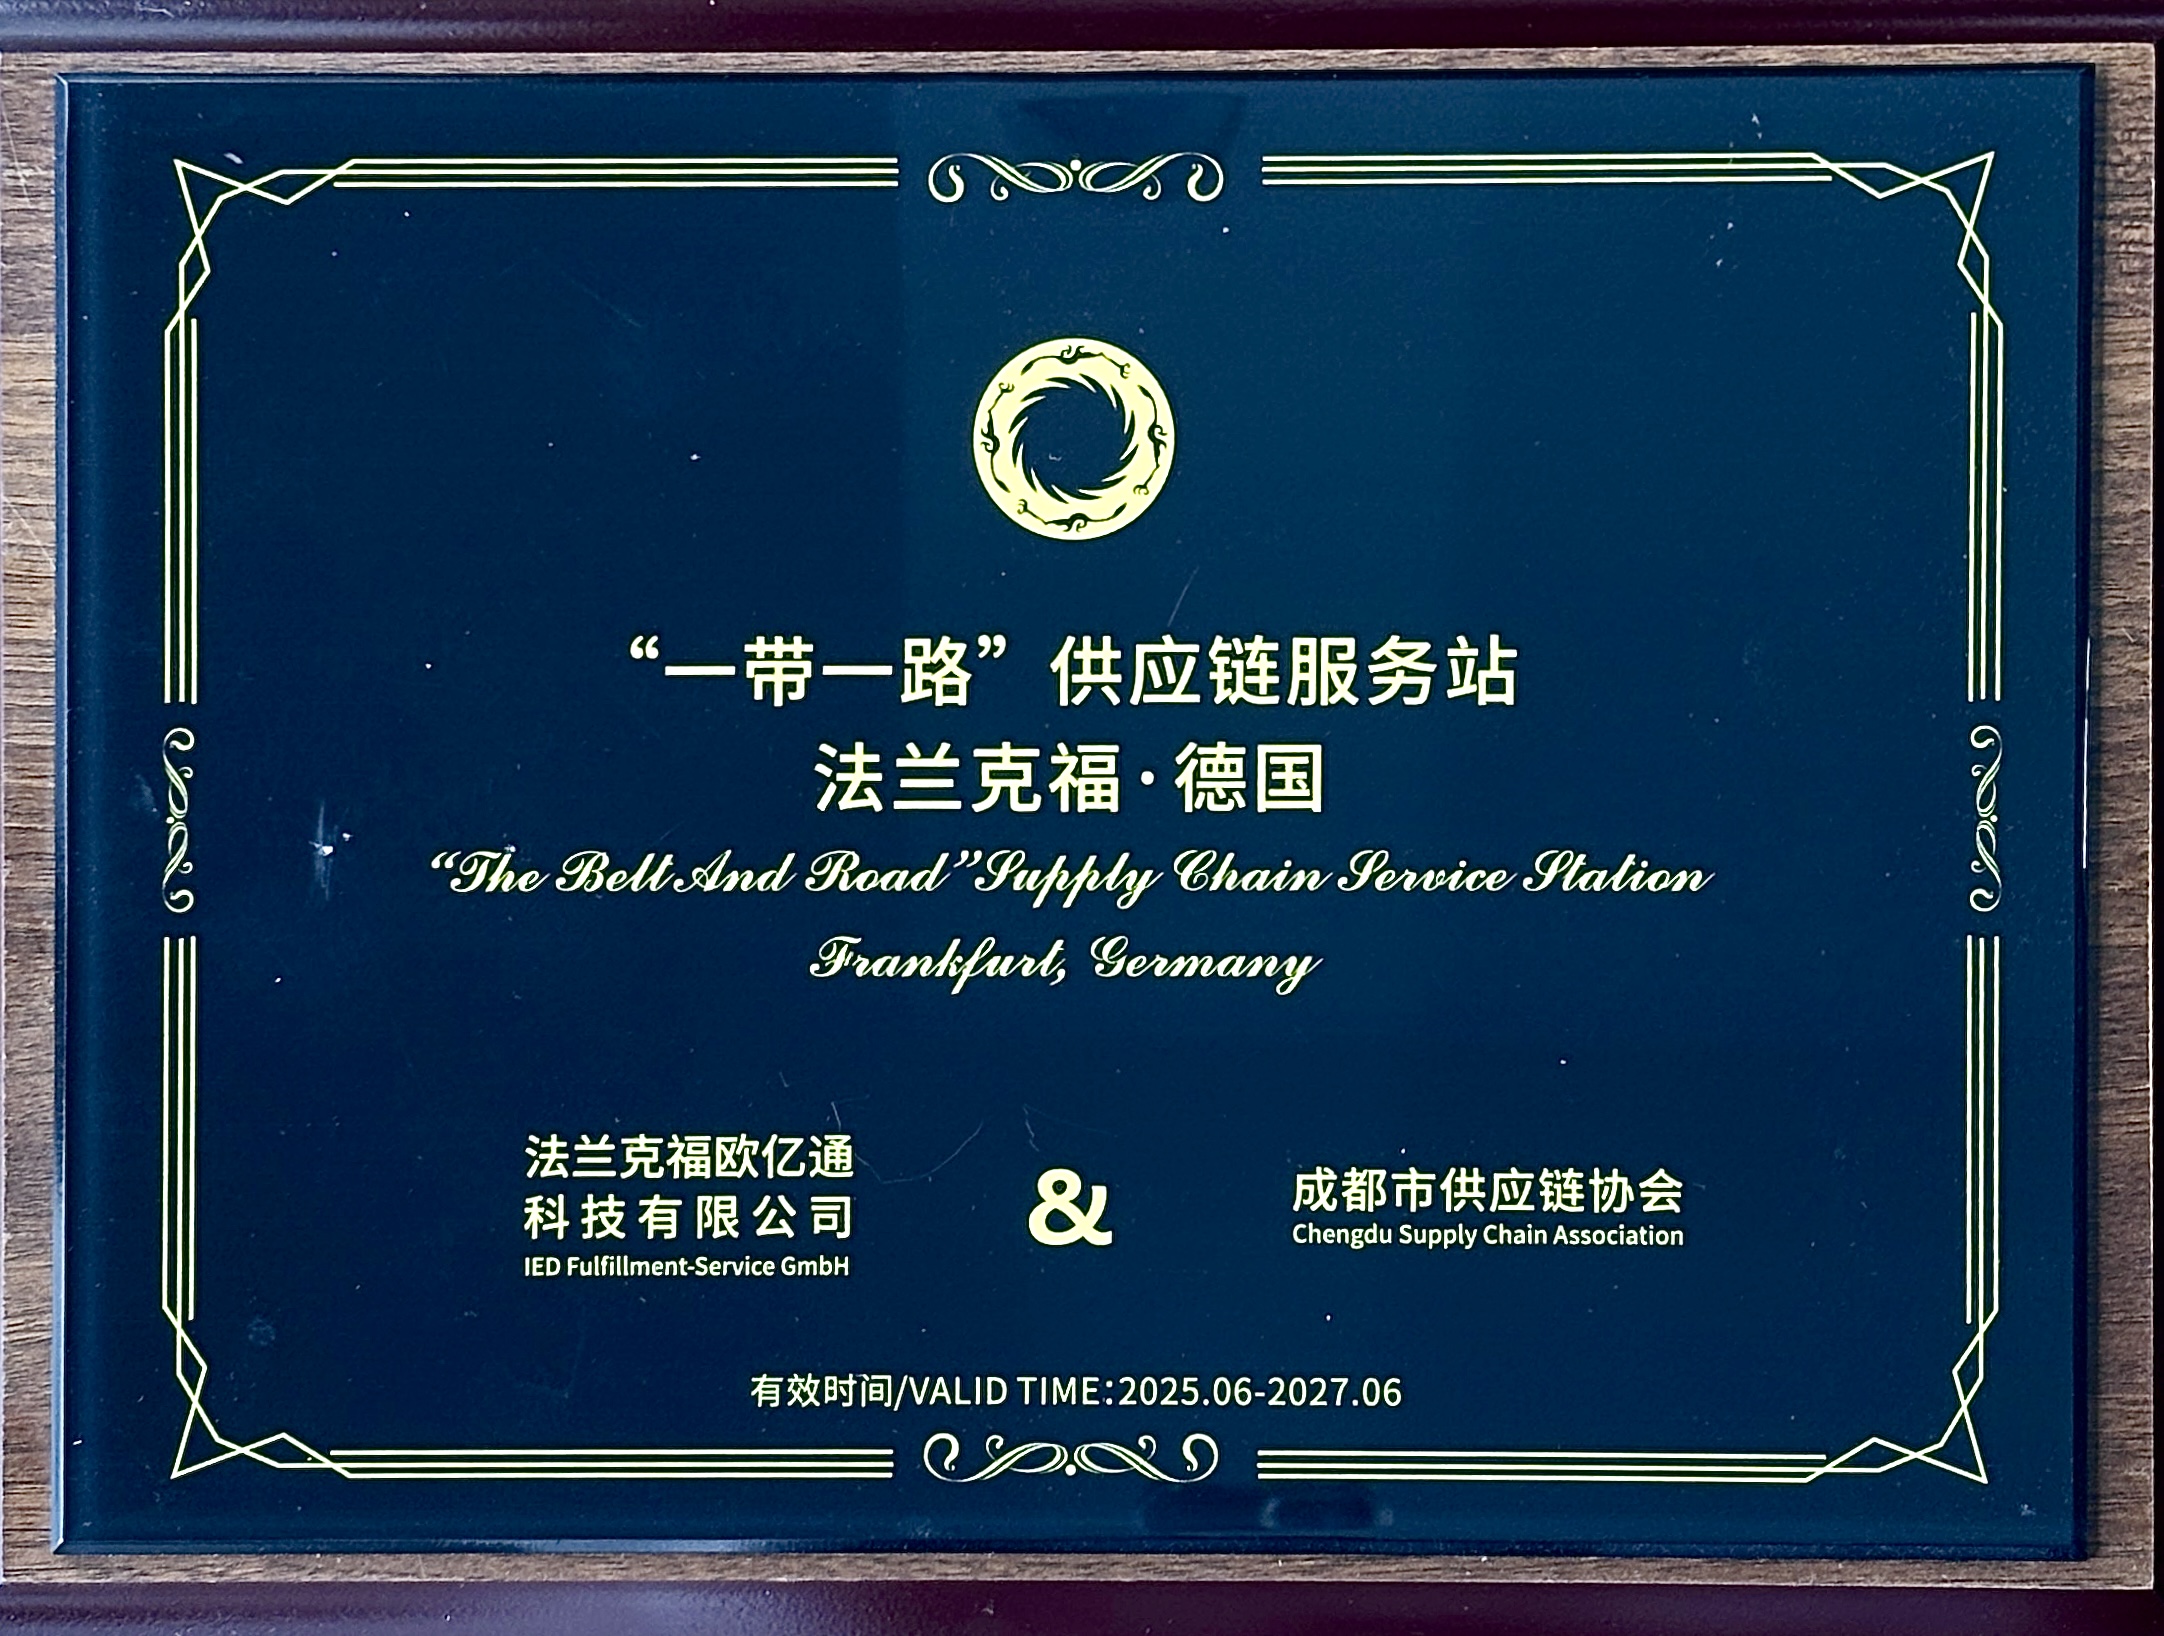 “一带一路”供应链服务站
法兰克福·德国
“The Belt And Road”Supply Chain Service Station
Frankfurt, Germany
法兰克福欧亿通
科技有限公司
IED Fulfillment-Service GmbH
&
成都市供应链协会
Chengdu Supply Chain Association
有效时间/VALID TIME:2025.06-2027.06